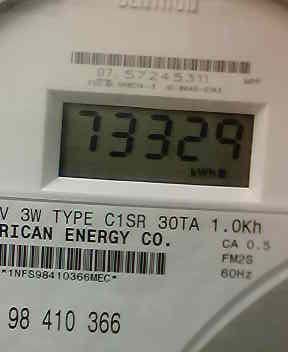 CENTRON
07 57245311
73329
kWh
V 3W TYPE C1SR 30TA 1.0Kh
RICAN ENERGY CO.
CA 0.5
FM2S
60Hz
*1NFS98410366MEC*
98 410 366